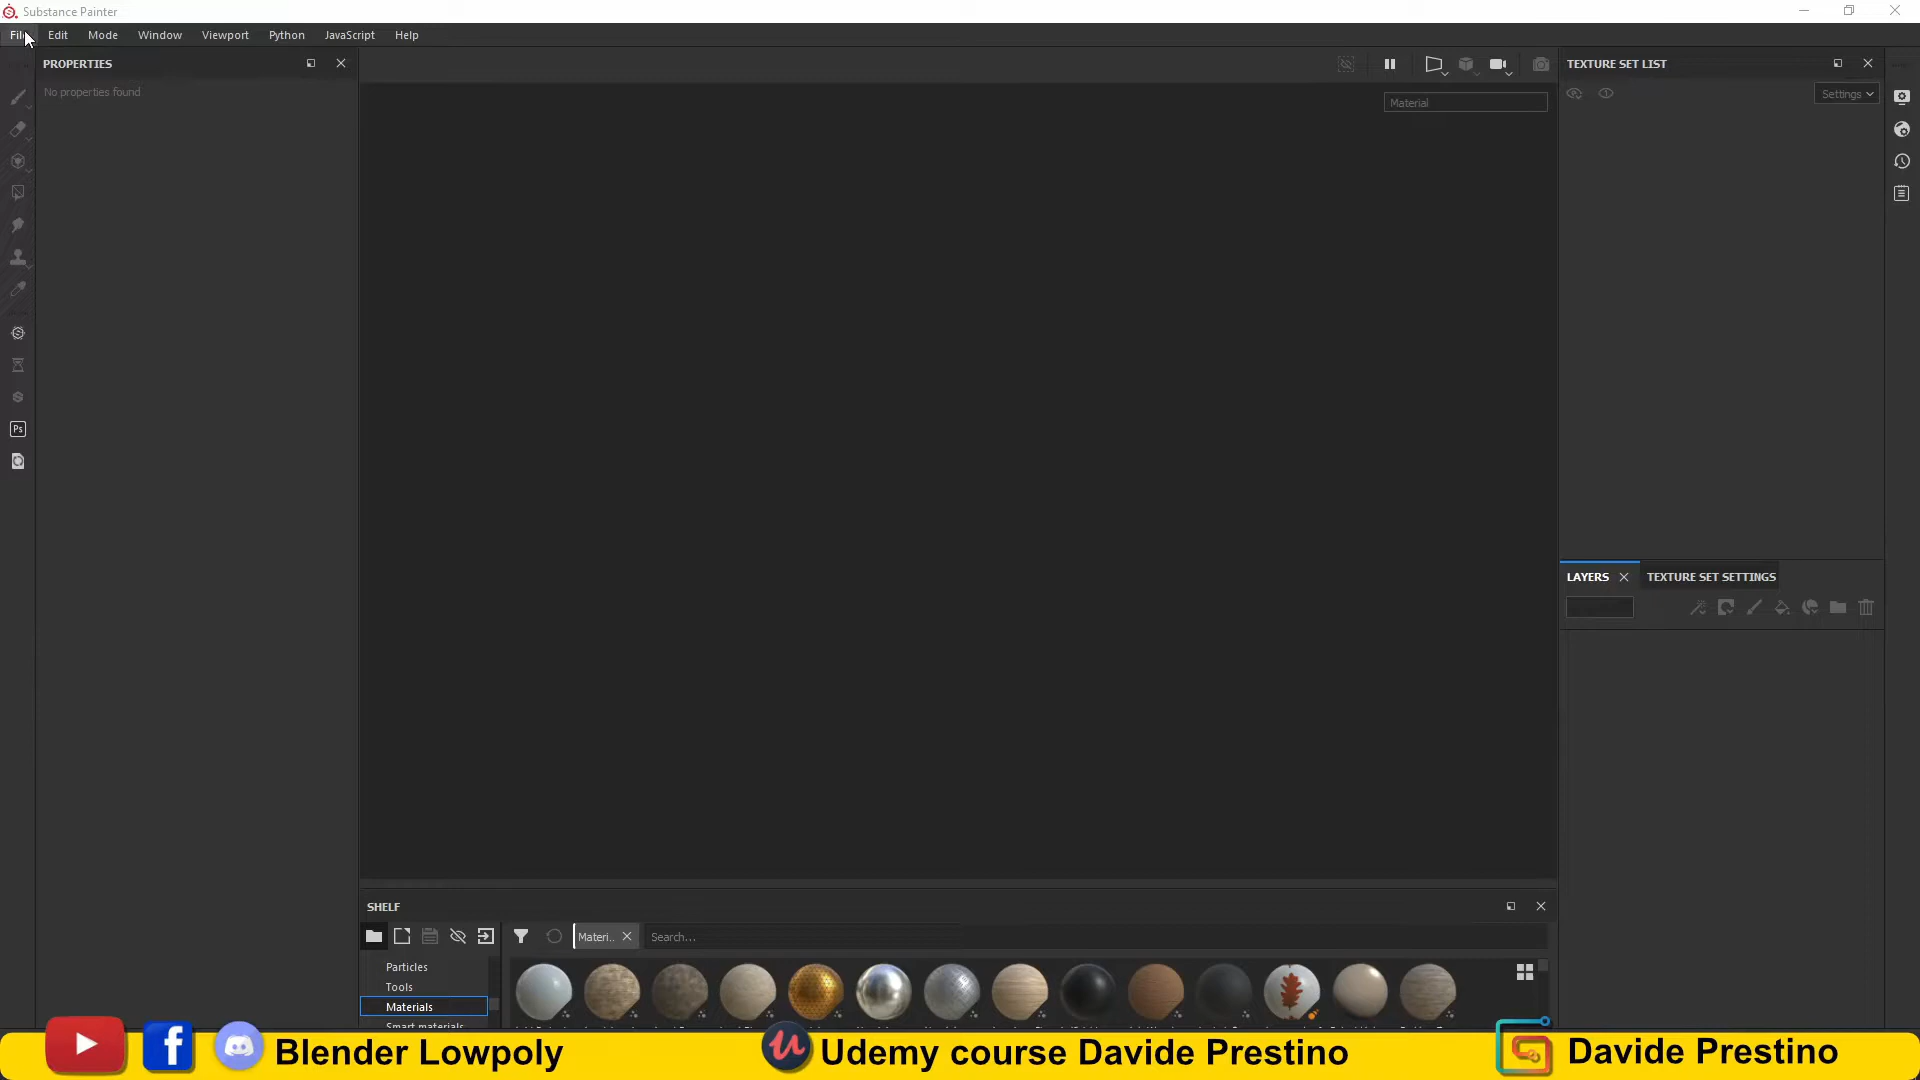 Substance Painter
File Edit Mode Window Viewport Python JavaScript Help
PROPERTIES
No properties found
Material
TEXTURE SET LIST
Settings
LAYERS
TEXTURE SET SETTINGS
Ps
SHELF
Materi..
Search...
Particles
Tools
Materials
Smart materials
Blender Lowpoly
Udemy course Davide Prestino
Davide Prestino